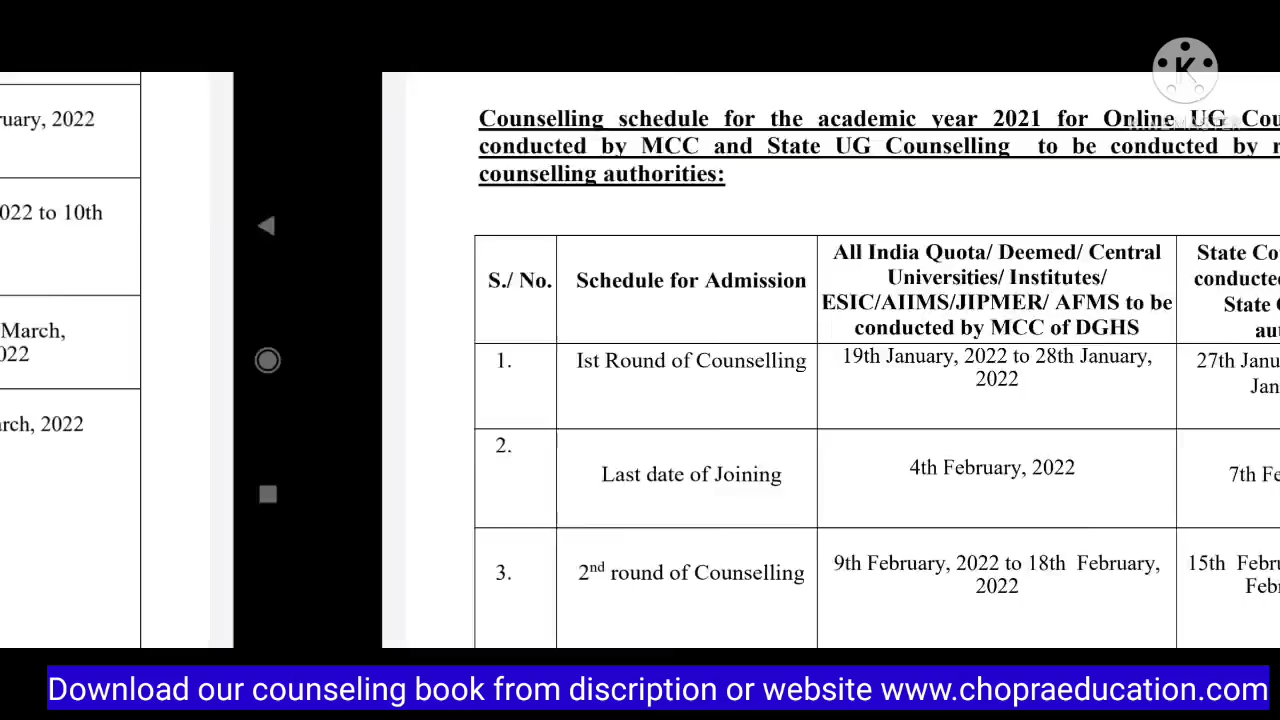 ruary, 2022
022 to 10th
March,
022
arch, 2022
Counselling schedule for the academic year 2021 for Online UG Cou
conducted by MCC and State UG Counselling to be conducted by r
counselling authorities:
S./ No.
Schedule for Admission
All India Quota/ Deemed/ Central
Universities/ Institutes/
ESIC/AIIMS/JIPMER/ AFMS to be
conducted by MCC of DGHS
State Cou
conducted
State C
aut
1.
Ist Round of Counselling
19th January, 2022 to 28th January,
2022
27th Janu
Jan
2.
Last date of Joining
4th February, 2022
7th Fe
3.
2nd round of Counselling
9th February, 2022 to 18th February,
2022
15th Febru
Febr
K
KINEMASTER
Download our counseling book from discription or website www.chopraeducation.com